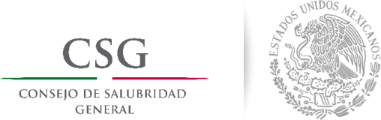 CSG
CONSEJO DE SALUBRIDAD
GENERAL
ESTADOS UNIDOS MEXICANOS